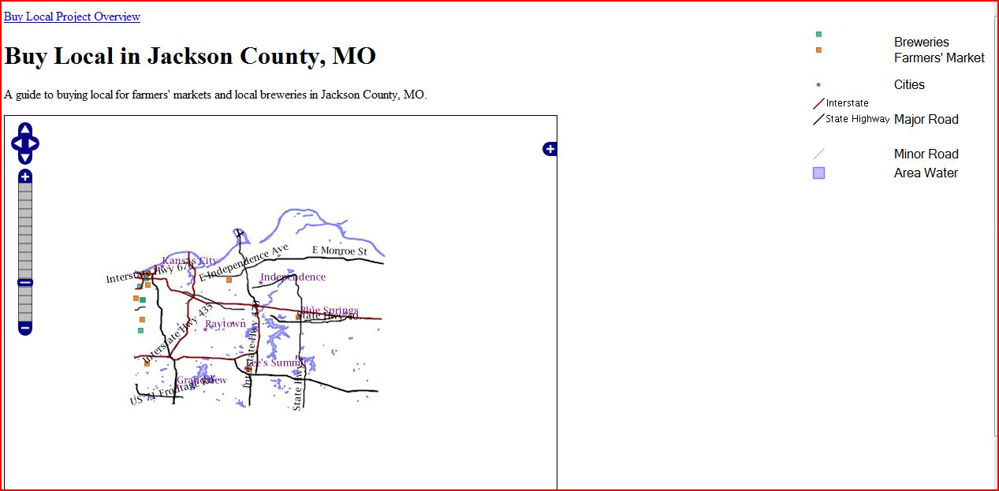 Buy Local Project Overview
Buy Local in Jackson County, MO
A guide to buying local for farmers' markets and local breweries in Jackson County, MO.
Breweries
Farmers' Market
Cities
Interstate
State Highway Major Road
Minor Road
Area Water
E Monroe St
E Independence Ave
Kansas City
Interstate Hwy 670
Independence
Blue Springs
State Hwy 40
Interstate Hwy 435
Raytown
Interstate Hwy 470
Lee's Summit
Grandview
US 71 Frontage Rd
State Hwy 7